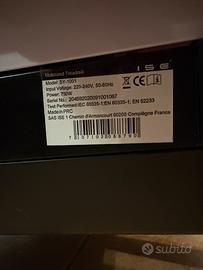 Motorized Treadmill
Model: SY-1001
Input Voltage: 220-240V, 50-60Hz
Power: 750W
Test Performed IEC 60335-1;EN 60335-1; EN 62233
Made in PRC
SAS ISE 1 Chemin d'Armancourt 60200 Compiègne France
ISE
subito